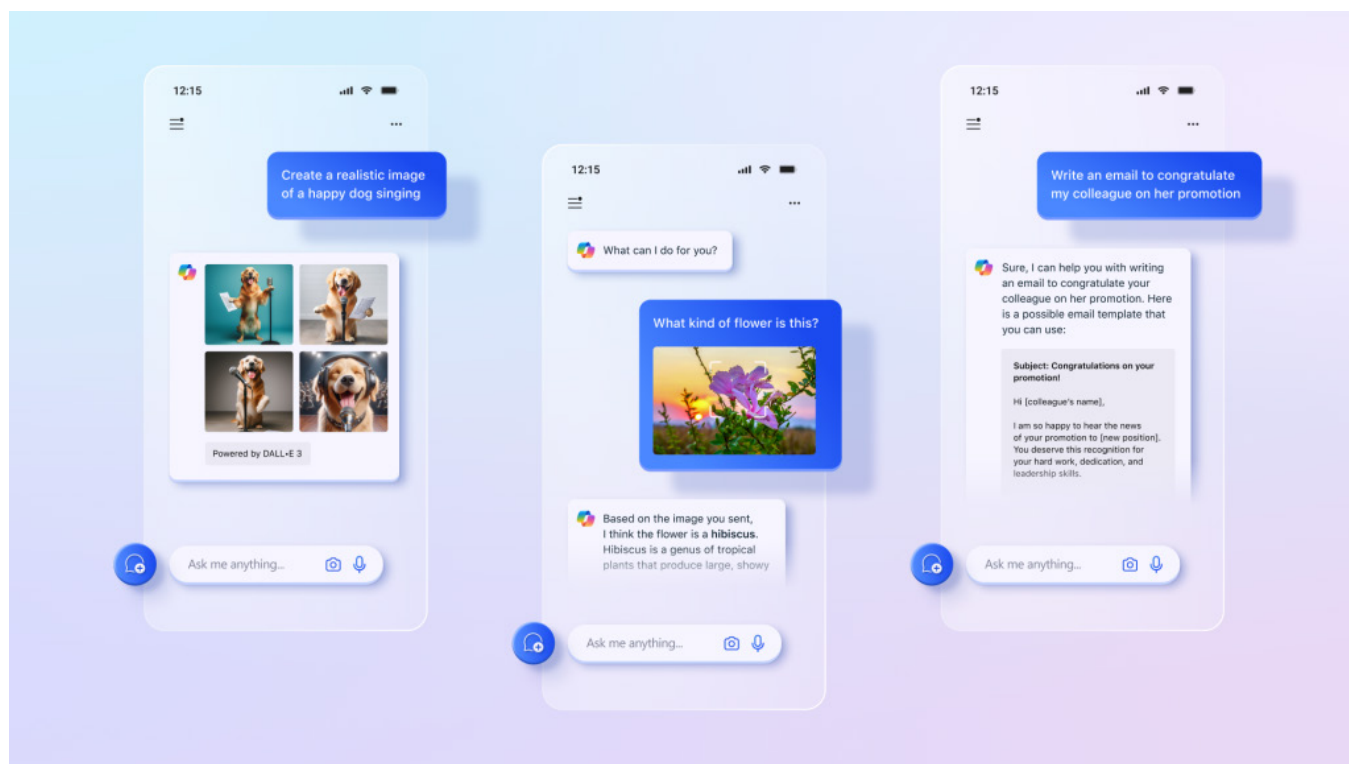 12:15
Create a realistic image
of a happy dog singing
Powered by DALL•E 3
Ask me anything...
12:15
What can I do for you?
What kind of flower is this?
Based on the image you sent,
I think the flower is a hibiscus.
Hibiscus is a genus of tropical
plants that produce large, showy
Ask me anything...
12:15
Write an email to congratulate
my colleague on her promotion
Sure, I can help you with writing
an email to congratulate your
colleague on her promotion. Here
is a possible email template that
you can use:
Subject: Congratulations on your
promotion!
Hi [colleague's name],
I am so happy to hear the news
of your promotion to [new position].
You deserve this recognition for
your hard work, dedication, and
leadership skills.
Ask me anything...